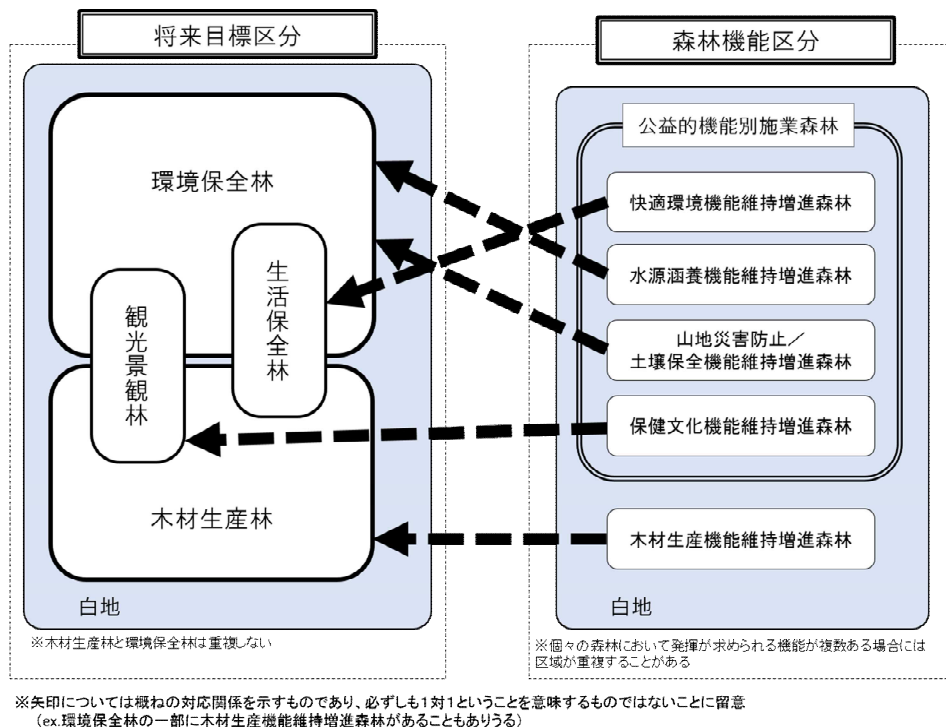 将来目標区分
環境保全林
生活保全林
観光景観林
木材生産林
白地
※木材生産林と環境保全林は重複しない
森林機能区分
公益的機能別施業森林
快適環境機能維持増進森林
水源涵養機能維持増進森林
山地災害防止／
土壌保全機能維持増進森林
保健文化機能維持増進森林
木材生産機能維持増進森林
白地
※個々の森林において発揮が求められる機能が複数ある場合には
区域が重複することがある
※矢印については概ねの対応関係を示すものであり、必ずしも１対１ということを意味するものではないことに留意
（ex.環境保全林の一部に木材生産機能維持増進森林があることもありうる）